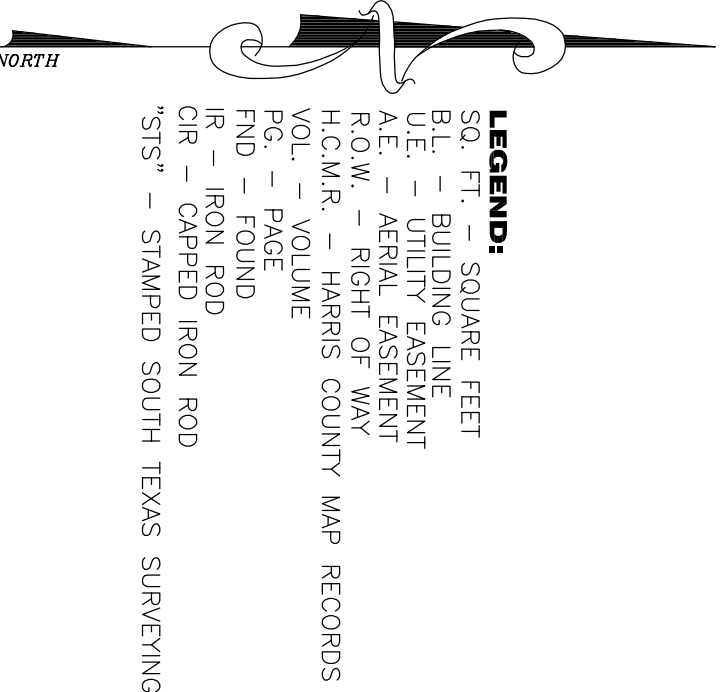 NORTH
LEGEND:
SQ. FT. – SQUARE FEET
B.L. – BUILDING LINE
U.E. – UTILITY EASEMENT
A.E. – AERIAL EASEMENT
R.O.W. – RIGHT OF WAY
H.C.M.R. – HARRIS COUNTY MAP RECORDS
VOL. – VOLUME
PG. – PAGE
FND – FOUND
IR – IRON ROD
CIR – CAPPED IRON ROD
"STS" – STAMPED SOUTH TEXAS SURVEYING